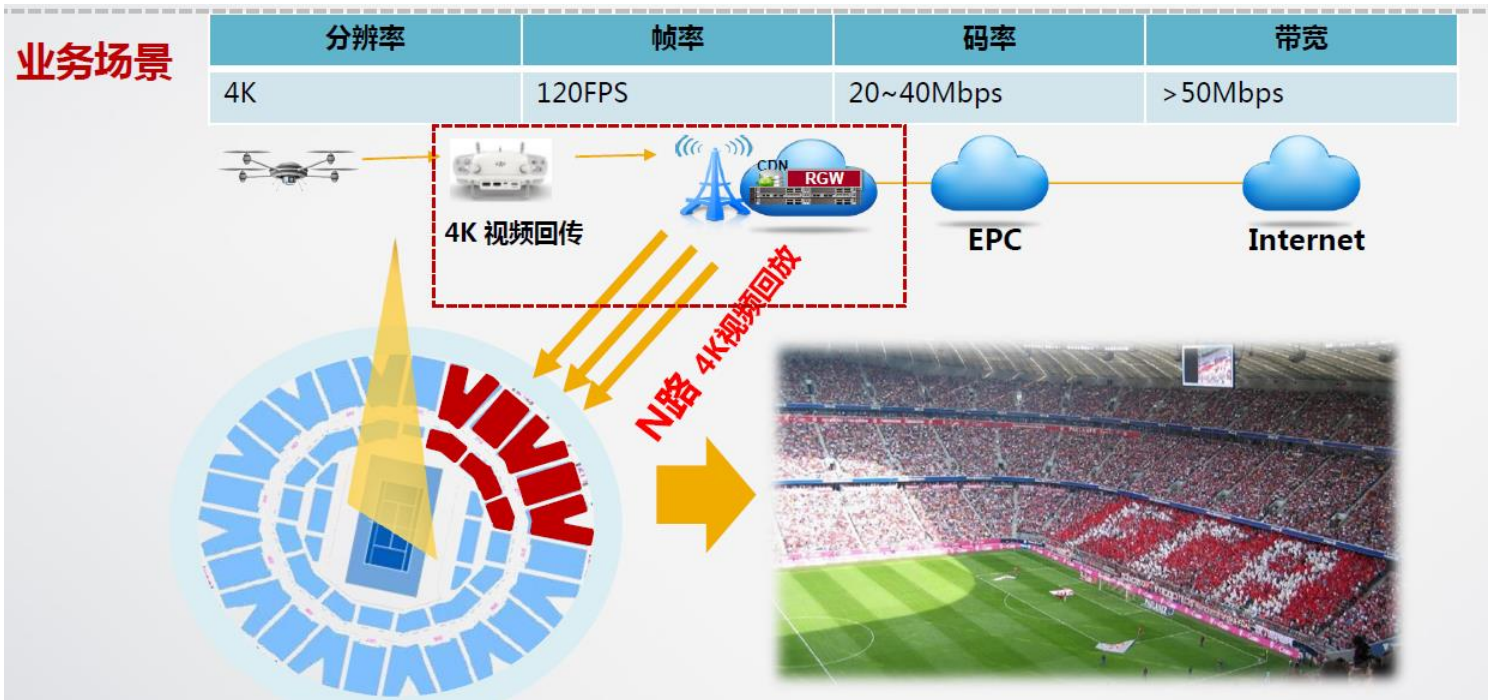 业务场景
分辨率 帧率 码率 带宽
4K 120FPS 20~40Mbps >50Mbps
CDN
RGW
4K 视频回传
EPC
Internet
N路 4K视频回放